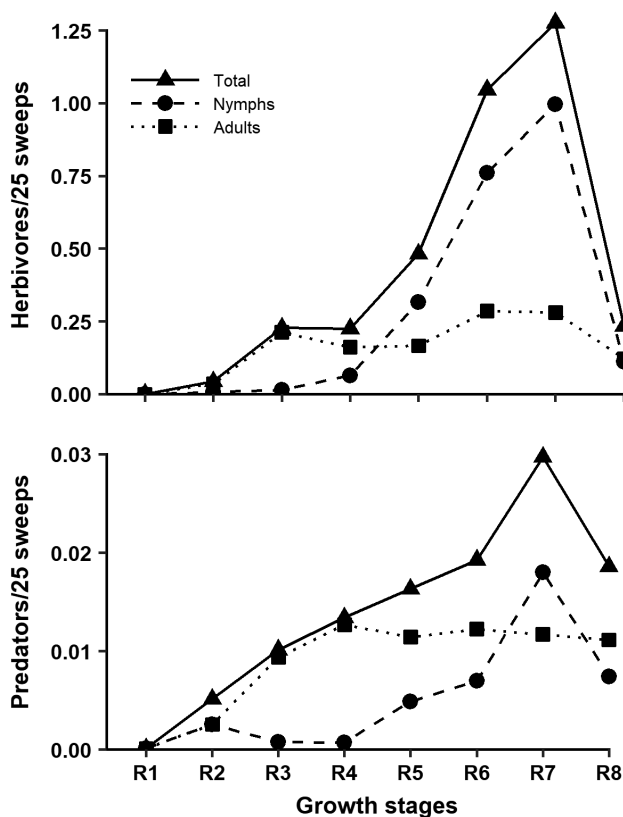 1.25
Total
Nymphs
Adults
1.00
0.75
0.50
0.25
0.00
Herbivores/25 sweeps
0.03
0.02
0.01
0.00
Predators/25 sweeps
R1 R2 R3 R4 R5 R6 R7 R8
Growth stages